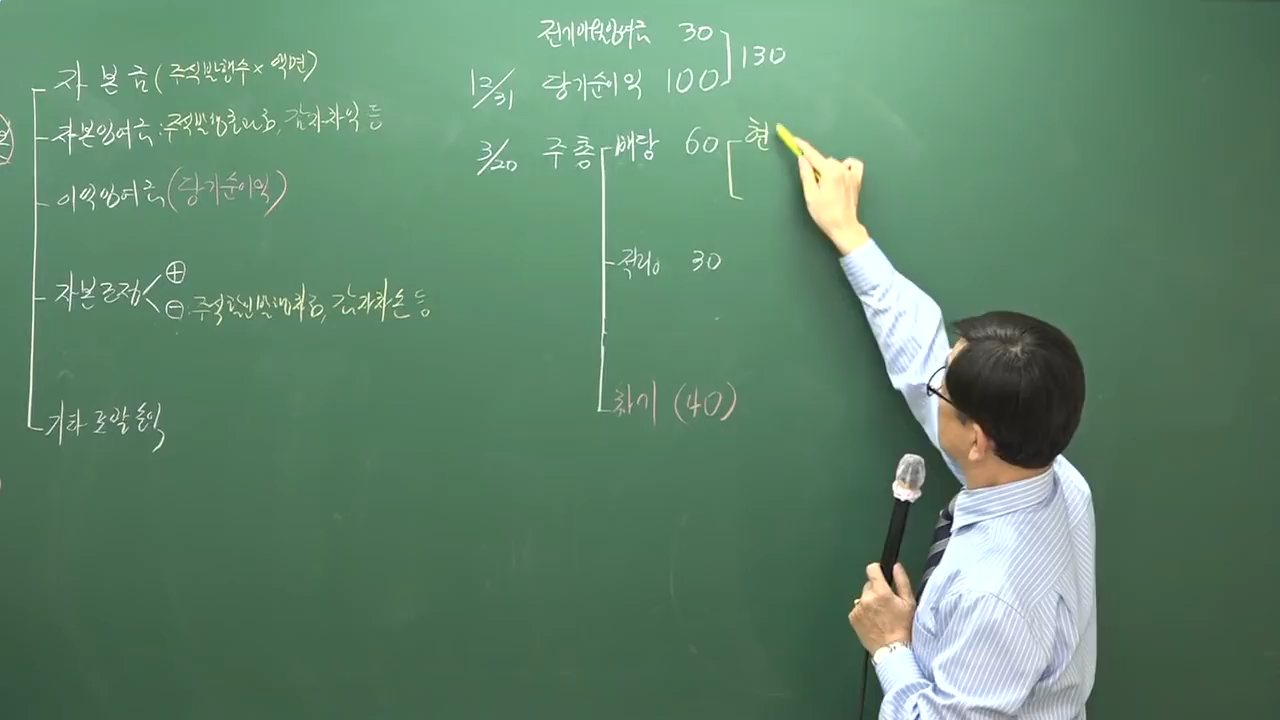 자본금(주식발행수×액면)
자본잉여금:주식발행초과금, 감자차익 등
이익잉여금(당기순이익)
자본조정 ⊕
⊖ 주식할인발행차금, 감자차손 등
기타포괄손익
전기이월잉여금 30
130
12/31 당기순이익 100
3/20 주총 배당 60 현
적립 30
차기 (40)